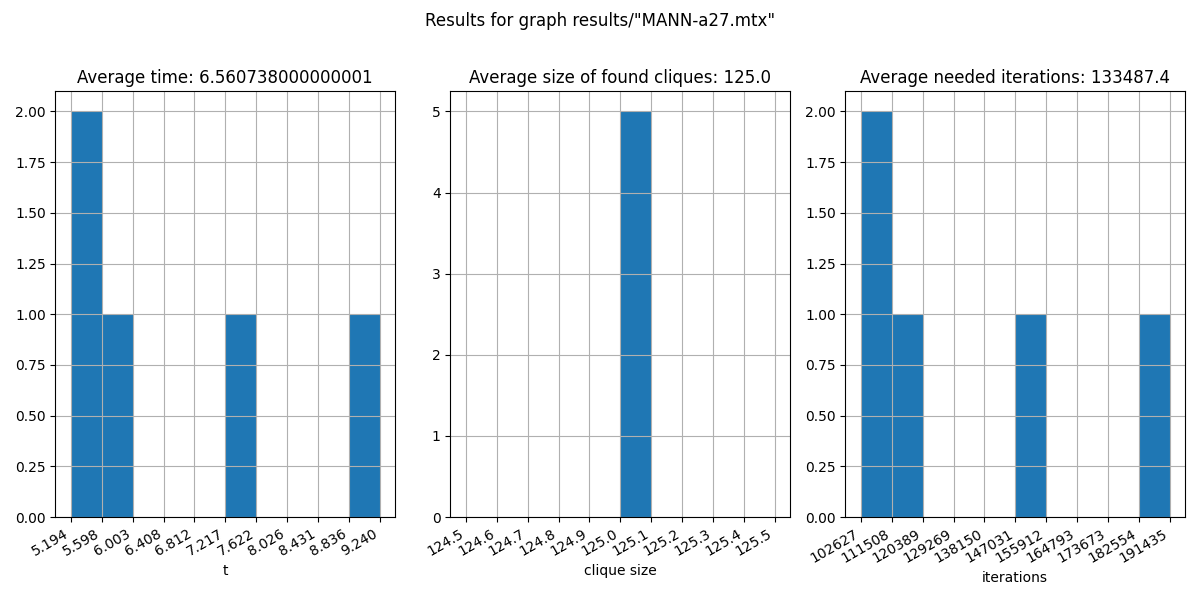 Results for graph results/"MANN-a27.mtx"
Average time: 6.560738000000001
2.00
1.75
1.50
1.25
1.00
0.75
0.50
0.25
0.00
5.194 5.598 6.003 6.408 6.812 7.217 7.622 8.026 8.431 8.836 9.240
t
Average size of found cliques: 125.0
5
4
3
2
1
0
124.5 124.6 124.7 124.8 124.9 125.0 125.1 125.2 125.3 125.4 125.5
clique size
Average needed iterations: 133487.4
2.00
1.75
1.50
1.25
1.00
0.75
0.50
0.25
0.00
102627 111508 120389 129269 138150 147031 155912 164793 173673 182554 191435
iterations